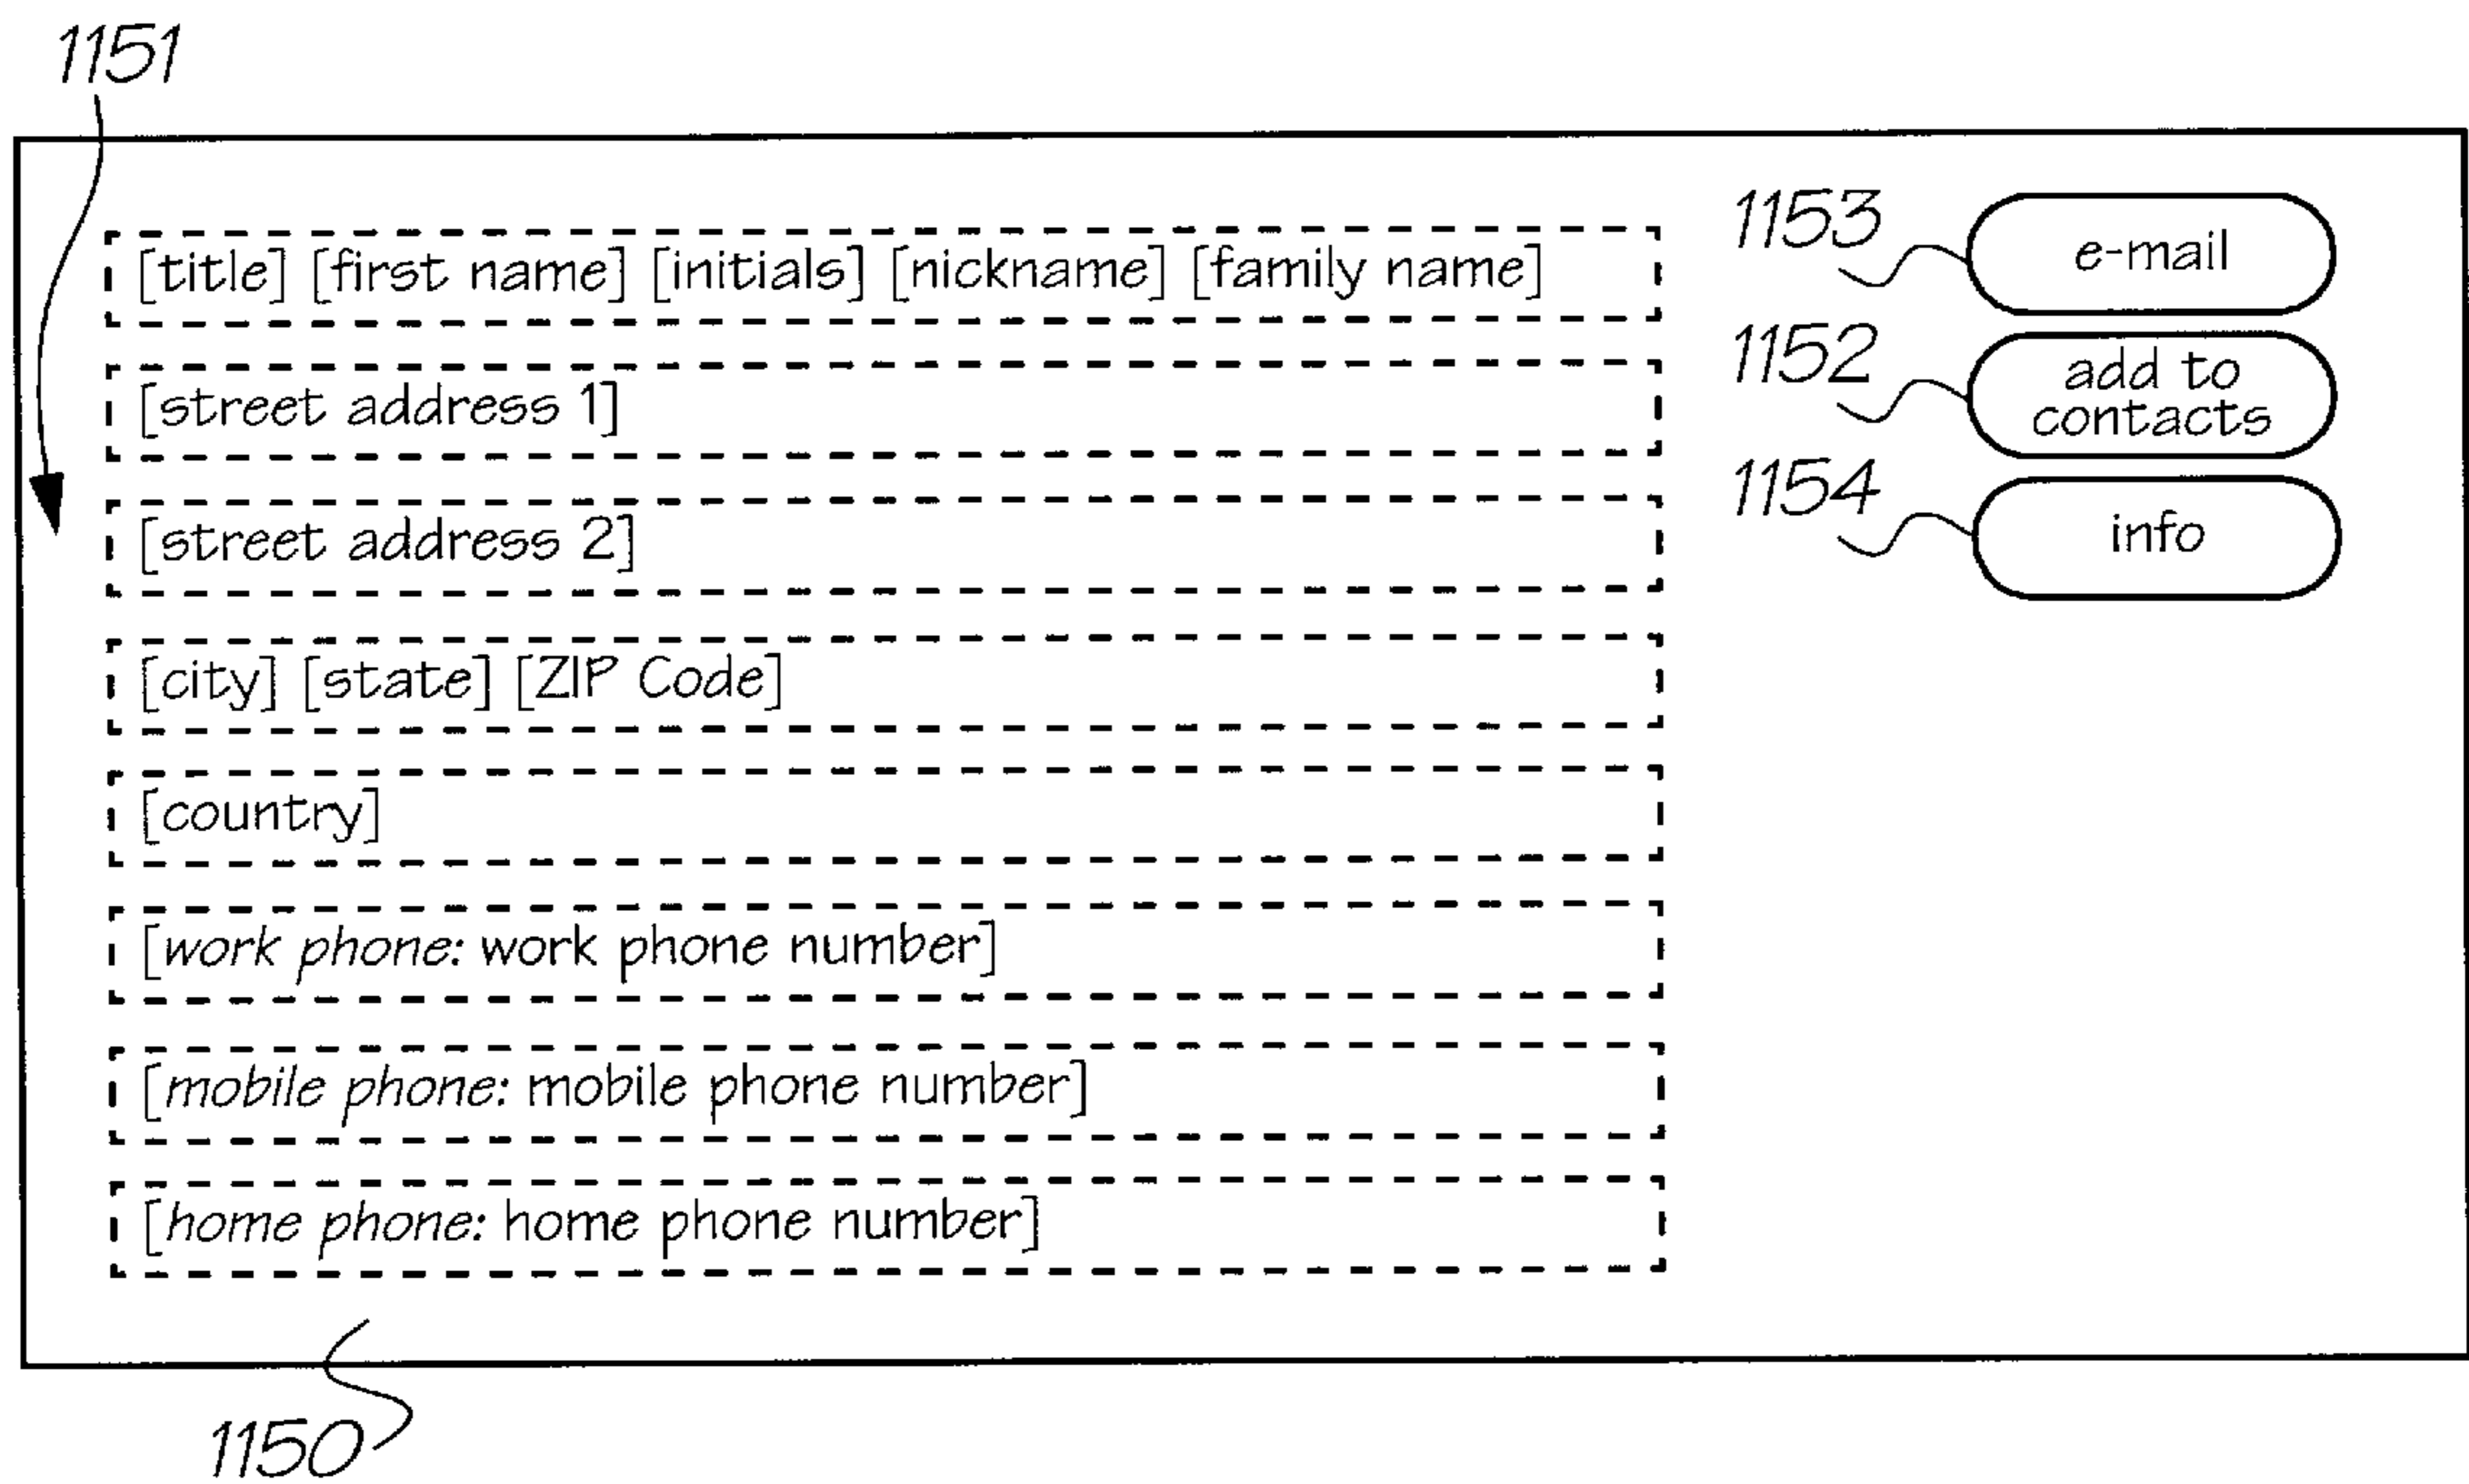 1151
[title] [first name] [initials] [nickname] [family name]
[street address 1]
[street address 2]
[city] [state] [ZIP Code]
[country]
[work phone: work phone number]
[mobile phone: mobile phone number]
[home phone: home phone number]
1153
e-mail
1152
add to
contacts
1154
info
1150